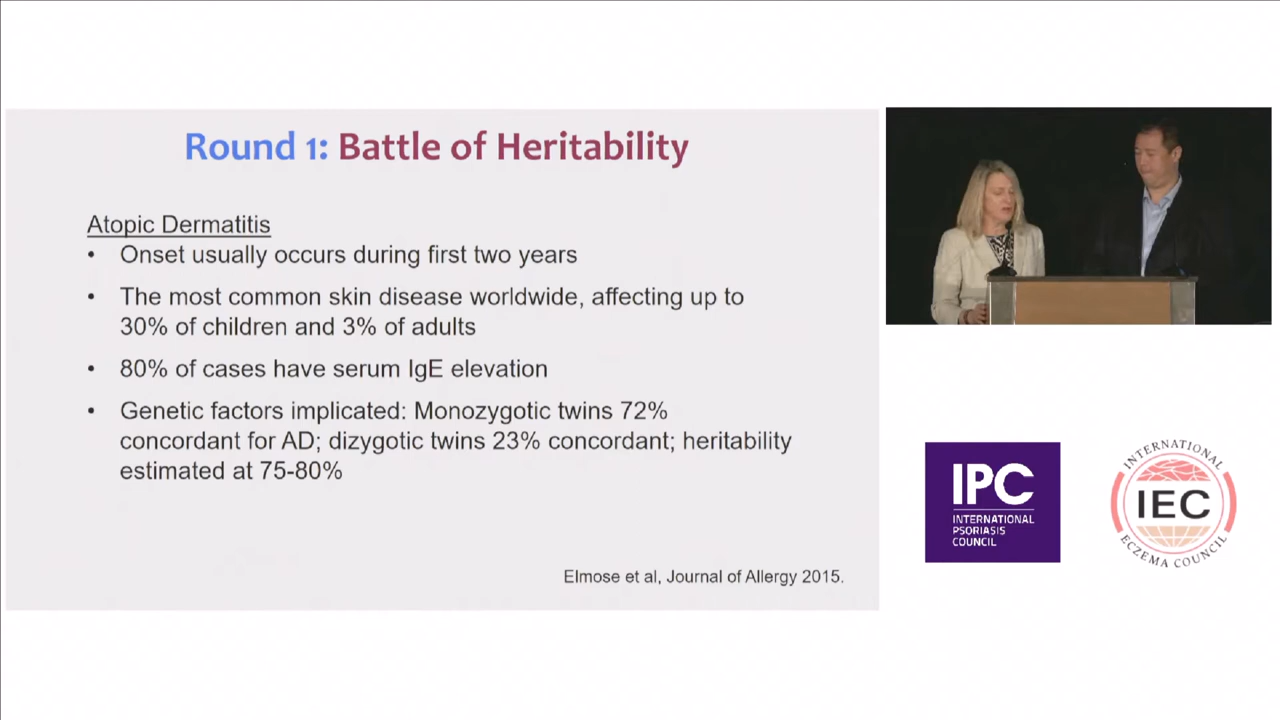 Round 1: Battle of Heritability
Atopic Dermatitis
• Onset usually occurs during first two years
• The most common skin disease worldwide, affecting up to
30% of children and 3% of adults
• 80% of cases have serum IgE elevation
• Genetic factors implicated: Monozygotic twins 72%
concordant for AD; dizygotic twins 23% concordant; heritability
estimated at 75-80%
Elmose et al, Journal of Allergy 2015.
IPC
INTERNATIONAL
PSORIASIS
COUNCIL
INTERNATIONAL
IEC
ECZEMA COUNCIL